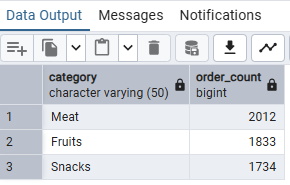 Data Output Messages Notifications
category order_count
character varying (50) bigint
1 Meat 2012
2 Fruits 1833
3 Snacks 1734